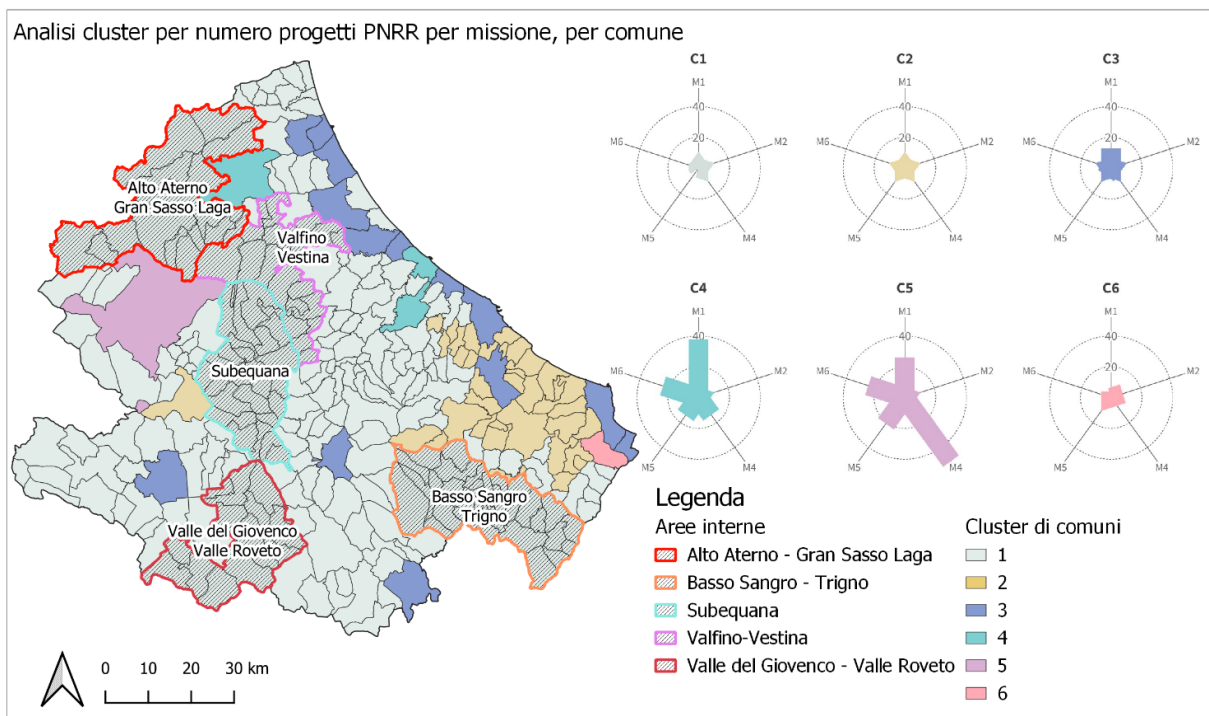 Analisi cluster per numero progetti PNRR per missione, per comune
Alto Aterno
Gran Sasso Laga
Valfino
Vestina
Subequana
Valle del Giovenco
Valle Roveto
Basso Sangro
Trigno
0 10 20 30 km
C1
M1
40
20
M6
M2
M5
M4
C2
M1
40
20
M6
M2
M5
M4
C3
M1
40
20
M6
M2
M5
M4
C4
M1
40
M6
M2
M5
M4
C5
M1
40
M6
M2
M5
M4
C6
M1
40
20
M6
M2
M5
M4
Legenda
Aree interne
Alto Aterno - Gran Sasso Laga
Basso Sangro - Trigno
Subequana
Valfino-Vestina
Valle del Giovenco - Valle Roveto
Cluster di comuni
1
2
3
4
5
6